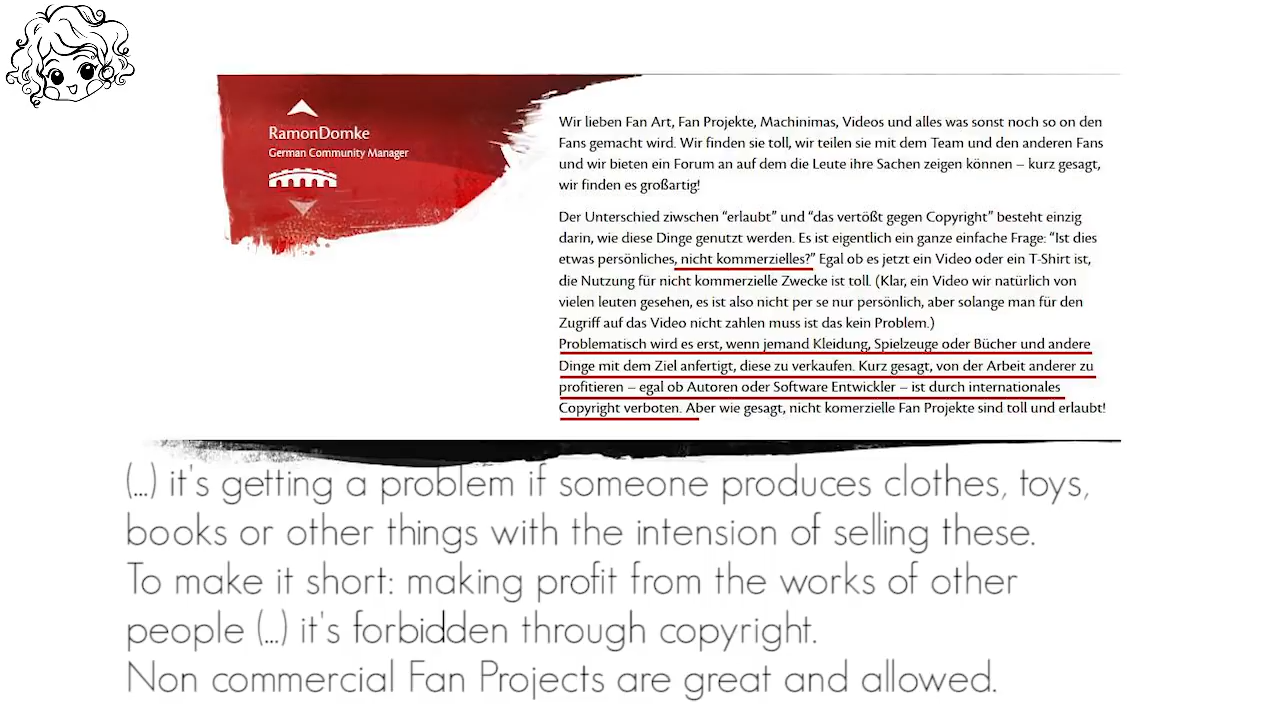 RamonDomke
German Community Manager
Wir lieben Fan Art, Fan Projekte, Machinimas, Videos und alles was sonst noch so on den
Fans gemacht wird. Wir finden sie toll, wir teilen sie mit dem Team und den anderen Fans
und wir bieten ein Forum an auf dem die Leute ihre Sachen zeigen können – kurz gesagt,
wir finden es großartig!
Der Unterschied ziwschen “erlaubt” und “das vertößt gegen Copyright” besteht einzig
darin, wie diese Dinge genutzt werden. Es ist eigentlich ein ganze einfache Frage: “Ist dies
etwas persönliches, nicht kommerzielles?” Egal ob es jetzt ein Video oder ein T-Shirt ist,
die Nutzung für nicht kommerzielle Zwecke ist toll. (Klar, ein Video wir natürlich von
vielen leuten gesehen, es ist also nicht per se nur persönlich, aber solange man für den
Zugriff auf das Video nicht zahlen muss ist das kein Problem.)
Problematisch wird es erst, wenn jemand Kleidung, Spielzeuge oder Bücher und andere
Dinge mit dem Ziel anfertigt, diese zu verkaufen. Kurz gesagt, von der Arbeit anderer zu
profitieren – egal ob Autoren oder Software Entwickler – ist durch internationales
Copyright verboten. Aber wie gesagt, nicht komerzielle Fan Projekte sind toll und erlaubt!
(...) it's getting a problem if someone produces clothes, toys,
books or other things with the intension of selling these.
To make it short: making profit from the works of other
people (...) it's forbidden through copyright.
Non commercial Fan Projects are great and allowed.